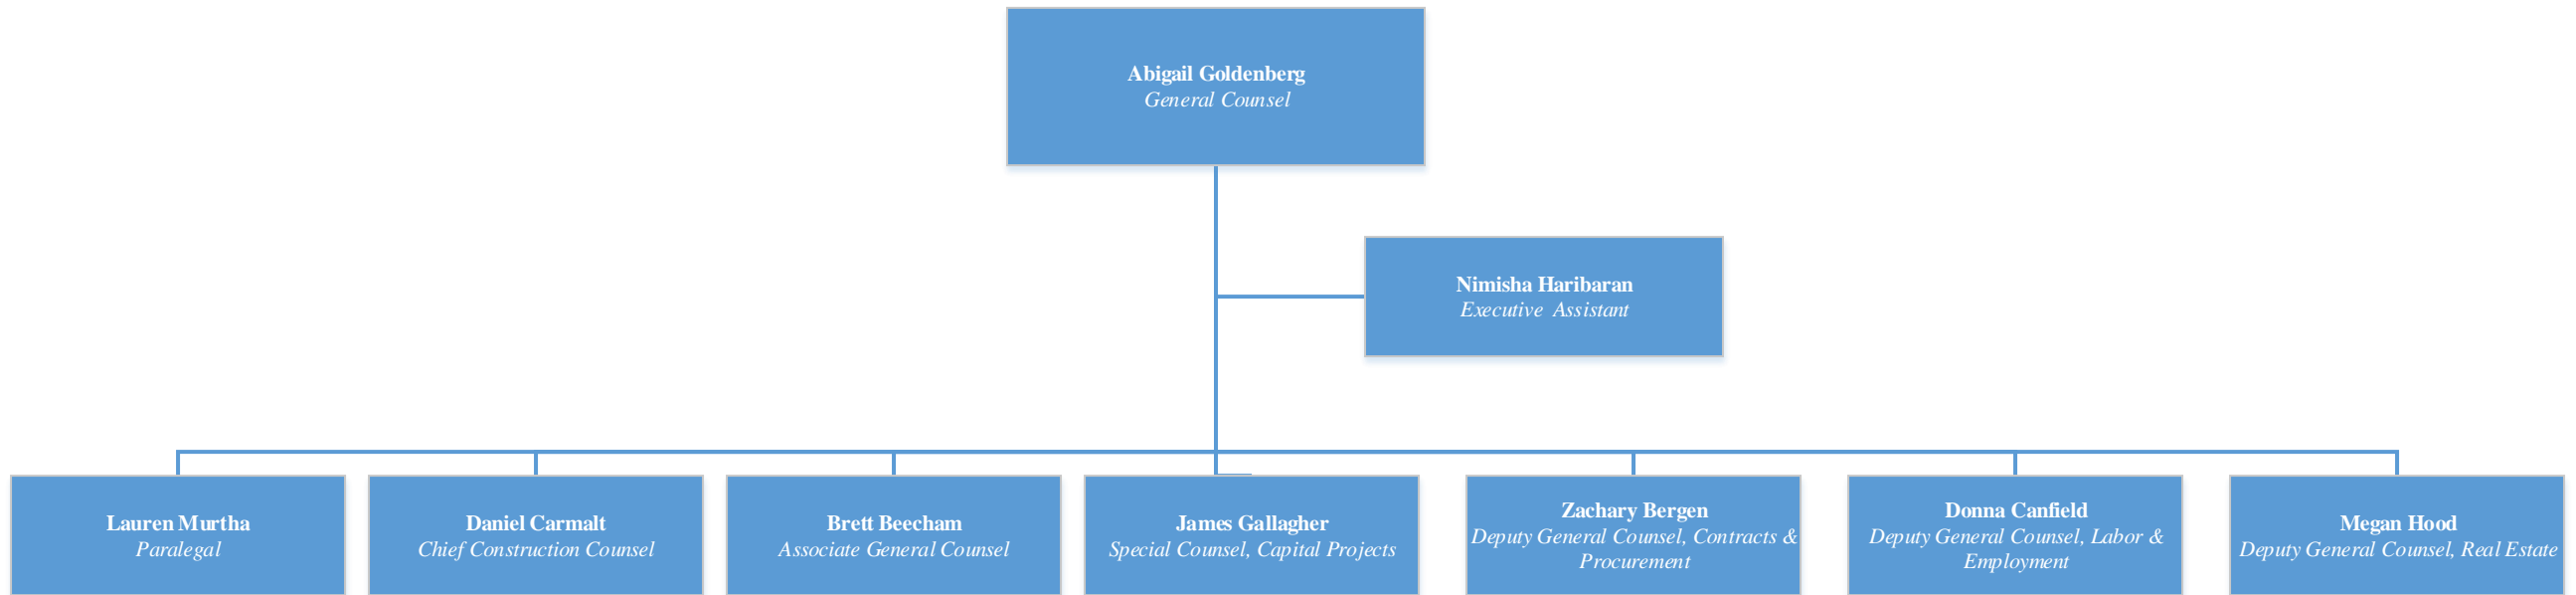 Abigail Goldenberg
General Counsel
Nimisha Haribaran
Executive Assistant
Lauren Murtha
Paralegal
Daniel Carmalt
Chief Construction Counsel
Brett Beecham
Associate General Counsel
James Gallagher
Special Counsel, Capital Projects
Zachary Bergen
Deputy General Counsel, Contracts &
Procurement
Donna Canfield
Deputy General Counsel, Labor &
Employment
Megan Hood
Deputy General Counsel, Real Estate